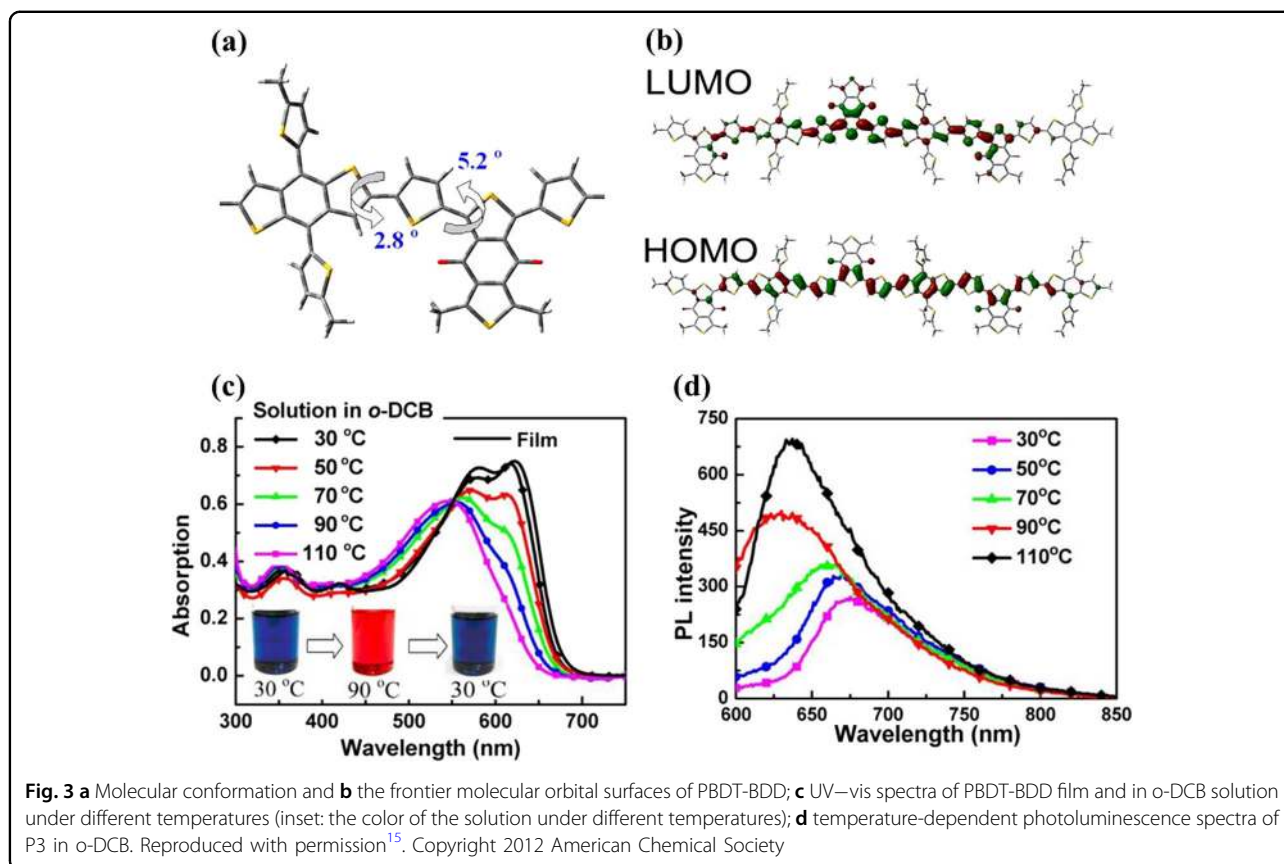 (a)
5.2 °
2.8 °
(b)
LUMO
HOMO
(c)
Solution in o-DCB
30 °C
50 °C
70 °C
90 °C
110 °C
Film
0.8
0.6
0.4
0.2
0.0
Absorption
30 °C
90 °C
30 °C
300 400 500 600 700
Wavelength (nm)
(d)
750
600
450
300
150
0
PL intensity
30°C
50°C
70°C
90°C
110°C
600 650 700 750 800 850
Wavelength (nm)
Fig. 3 a Molecular conformation and b the frontier molecular orbital surfaces of PBDT-BDD; c UV−vis spectra of PBDT-BDD film and in o-DCB solution
under different temperatures (inset: the color of the solution under different temperatures); d temperature-dependent photoluminescence spectra of
P3 in o-DCB. Reproduced with permission15. Copyright 2012 American Chemical Society